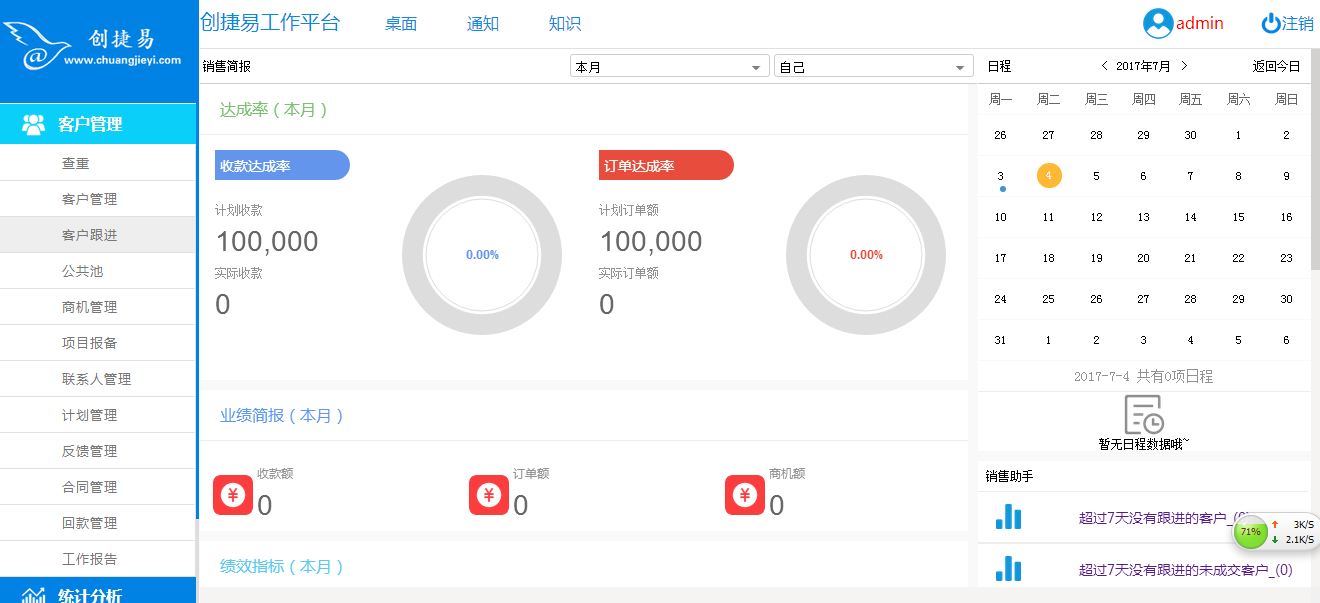 创捷易
www.chuangjieyi.com
创捷易工作平台
桌面
通知
知识
admin
注销
客户管理
查重
客户管理
客户跟进
公共池
商机管理
项目报备
联系人管理
计划管理
反馈管理
合同管理
回款管理
工作报告
统计分析
销售简报
本月
自己
达成率（本月）
收款达成率
计划收款
100,000
实际收款
0
0.00%
订单达成率
计划订单额
100,000
实际订单额
0
0.00%
业绩简报（本月）
收款额
¥ 0
订单额
¥ 0
商机额
¥ 0
绩效指标（本月）
日程
< 2017年7月 >
返回今日
周一 周二 周三 周四 周五 周六 周日
26 27 28 29 30 1 2
3 4 5 6 7 8 9
10 11 12 13 14 15 16
17 18 19 20 21 22 23
24 25 26 27 28 29 30
31 1 2 3 4 5 6
2017-7-4 共有0项日程
暂无日程数据哦~
销售助手
超过7天没有跟进的客户_(0)
71%
↑ 3K/S
↓ 2.1K/S
超过7天没有跟进的未成交客户_(0)